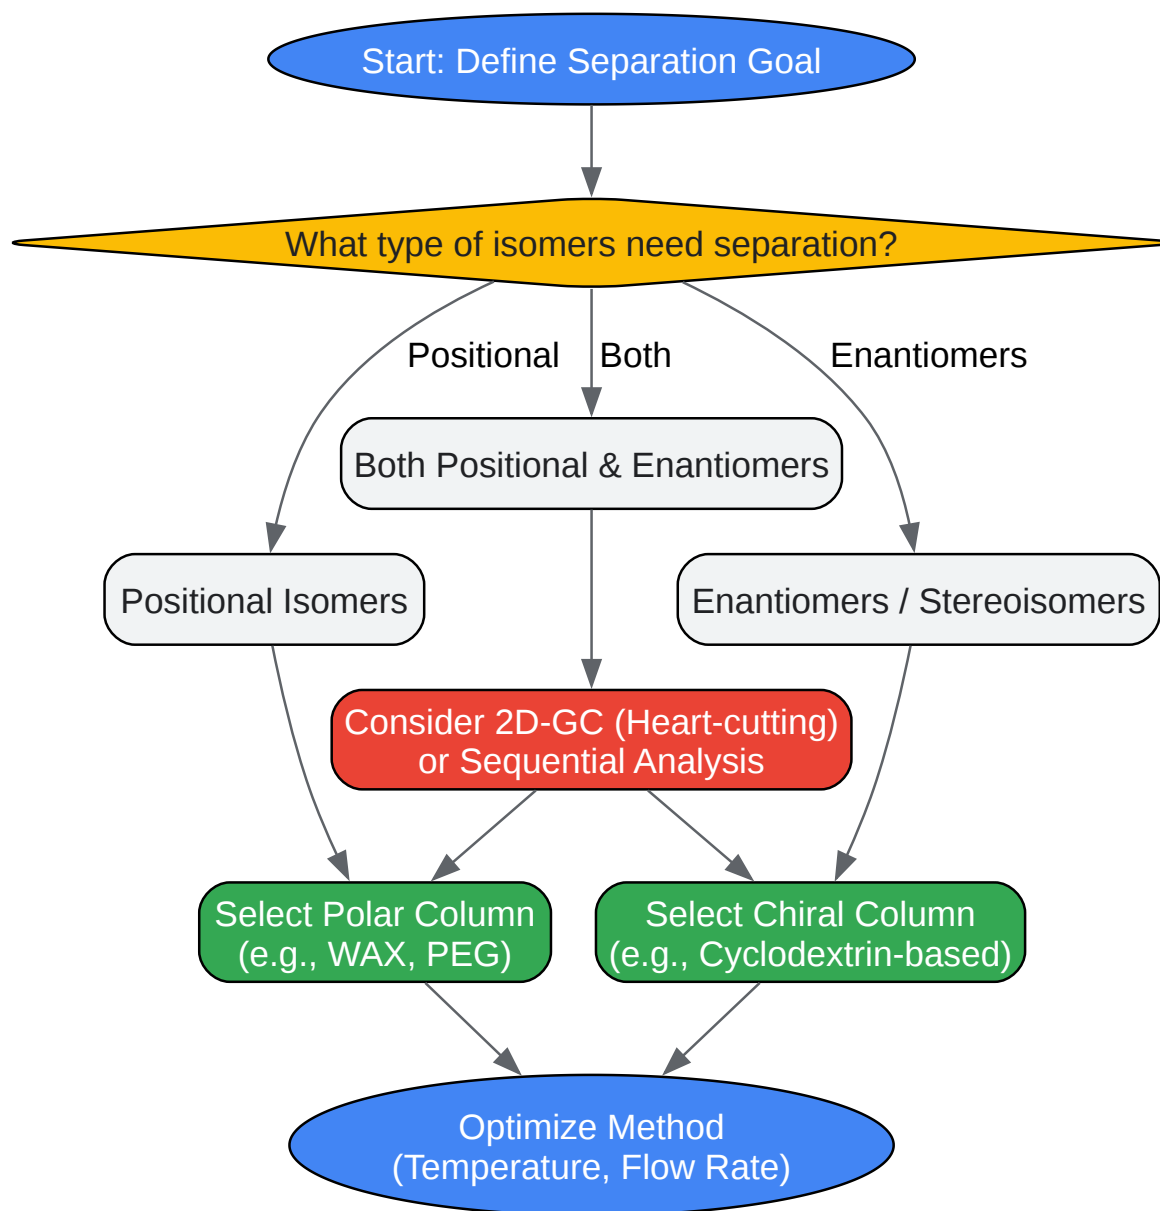 Start: Define Separation Goal
What type of isomers need separation?
Positional
Both
Enantiomers
Both Positional & Enantiomers
Positional Isomers
Enantiomers / Stereoisomers
Consider 2D-GC (Heart-cutting)
or Sequential Analysis
Select Polar Column
(e.g., WAX, PEG)
Select Chiral Column
(e.g., Cyclodextrin-based)
Optimize Method
(Temperature, Flow Rate)